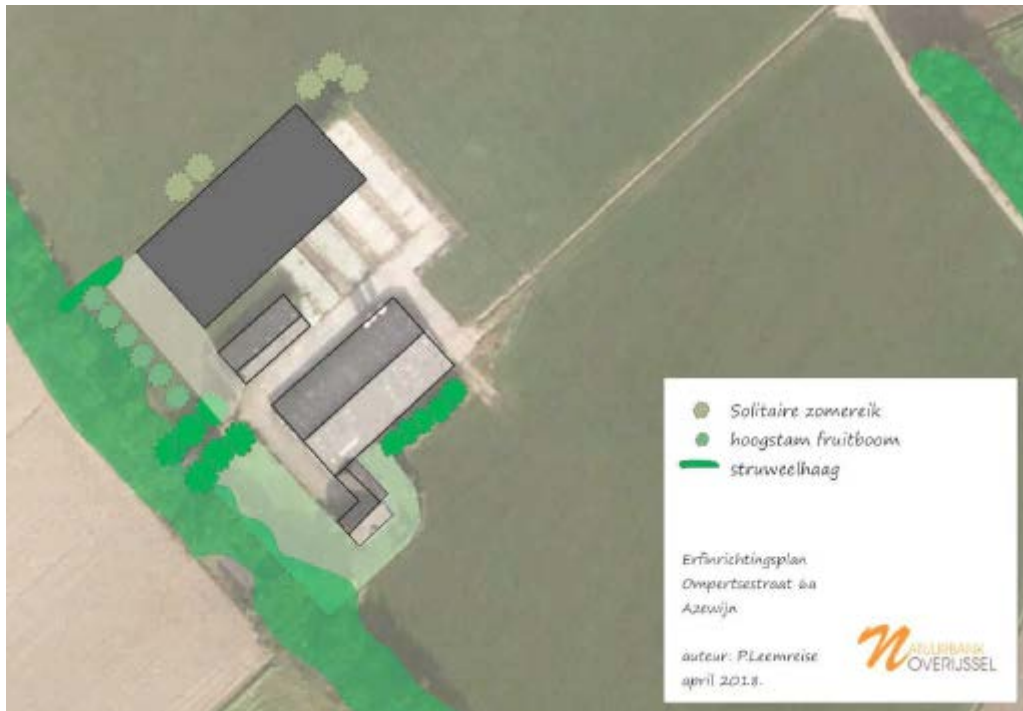 Solitaire zomereik
hoogstam fruitboom
struweelhaag
Erfinrichtingsplan
Ompertsestraat 6a
Azewijn
auteur: P.Leemreise
april 2018.
NATUURBANK
OVERIJSSEL